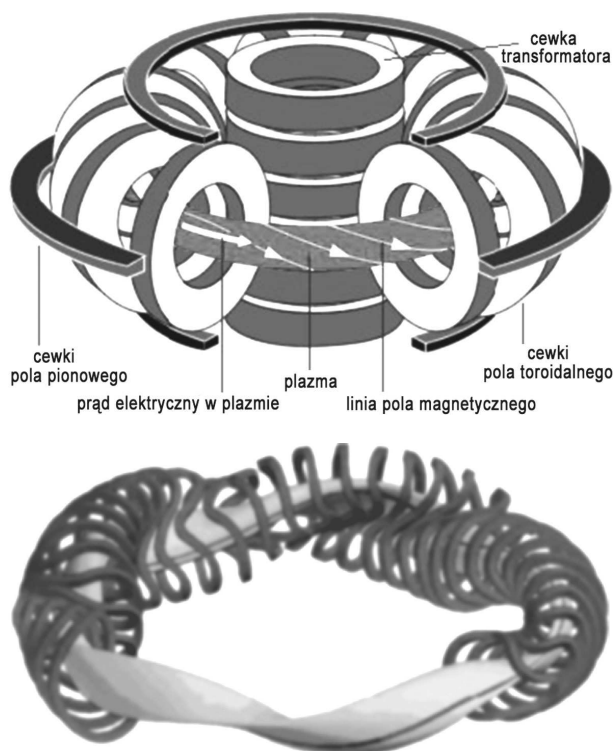 cewka
transformatora
cewki
pola pionowego
prąd elektryczny w plazmie
plazma
linia pola magnetycznego
cewki
pola toroidalnego